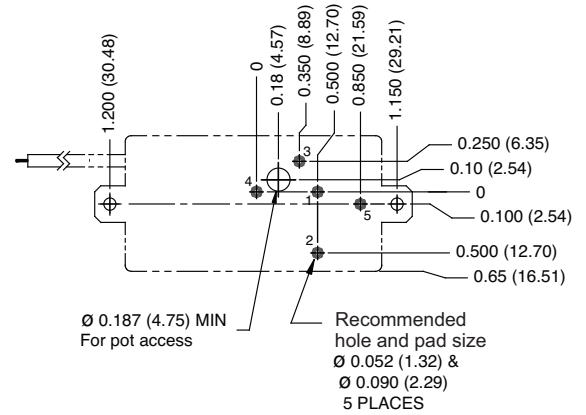 1.200 (30.48)
0
0.18 (4.57)
0.350 (8.89)
0.500 (12.70)
0.850 (21.59)
1.150 (29.21)
3
0.250 (6.35)
0.10 (2.54)
4
1
0
5
0.100 (2.54)
2
0.500 (12.70)
0.65 (16.51)
Ø 0.187 (4.75) MIN
For pot access
Recommended
hole and pad size
Ø 0.052 (1.32) &
Ø 0.090 (2.29)
5 PLACES